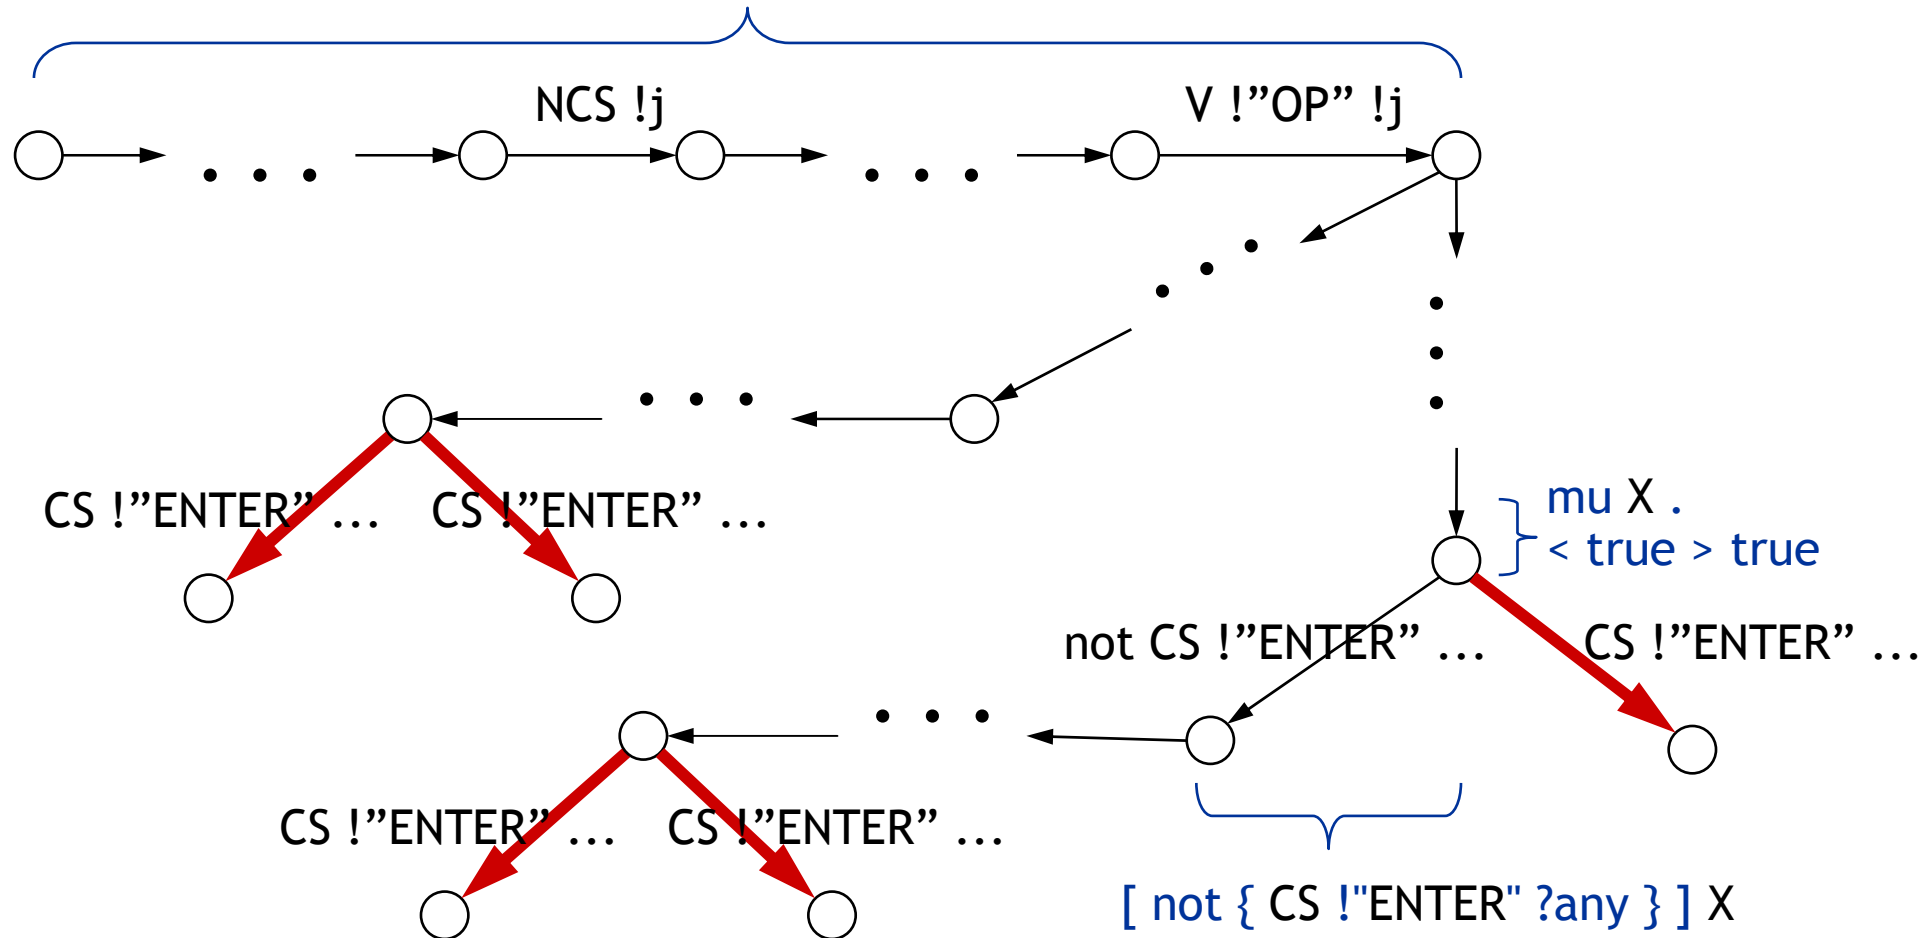 NCS !j
V !”OP” !j
CS !”ENTER” ...
CS !”ENTER” ...
mu X .
< true > true
not CS !”ENTER” ...
CS !”ENTER” ...
CS !”ENTER” ...
CS !”ENTER” ...
[ not { CS !"ENTER" ?any } ] X